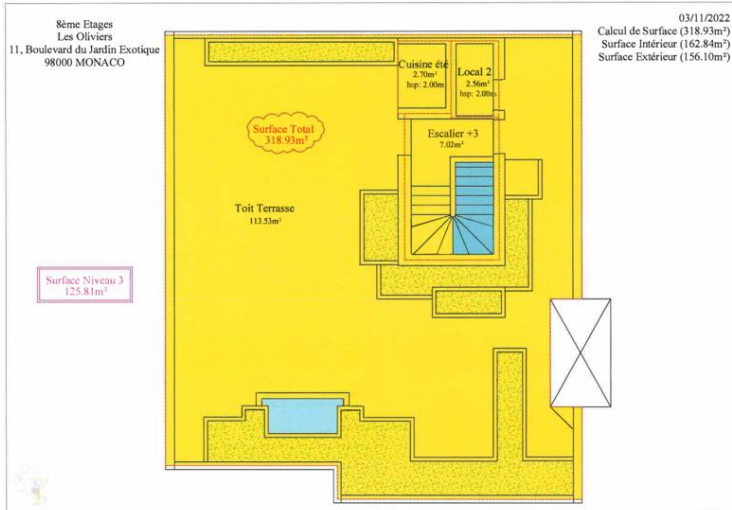 8ème Etages
Les Oliviers
11, Boulevard du Jardin Exotique
98000 MONACO
03/11/2022
Calcul de Surface (318.93m²)
Surface Intérieur (162.84m²)
Surface Extérieur (156.10m²)
Cuisine été
2.70m²
hsp: 2.00m
Local 2
2.56m²
hsp: 2.00m
Surface Total
318.93m²
Escalier +3
7.02m²
Toit Terrasse
113.53m²
Surface Niveau 3
125.81m²